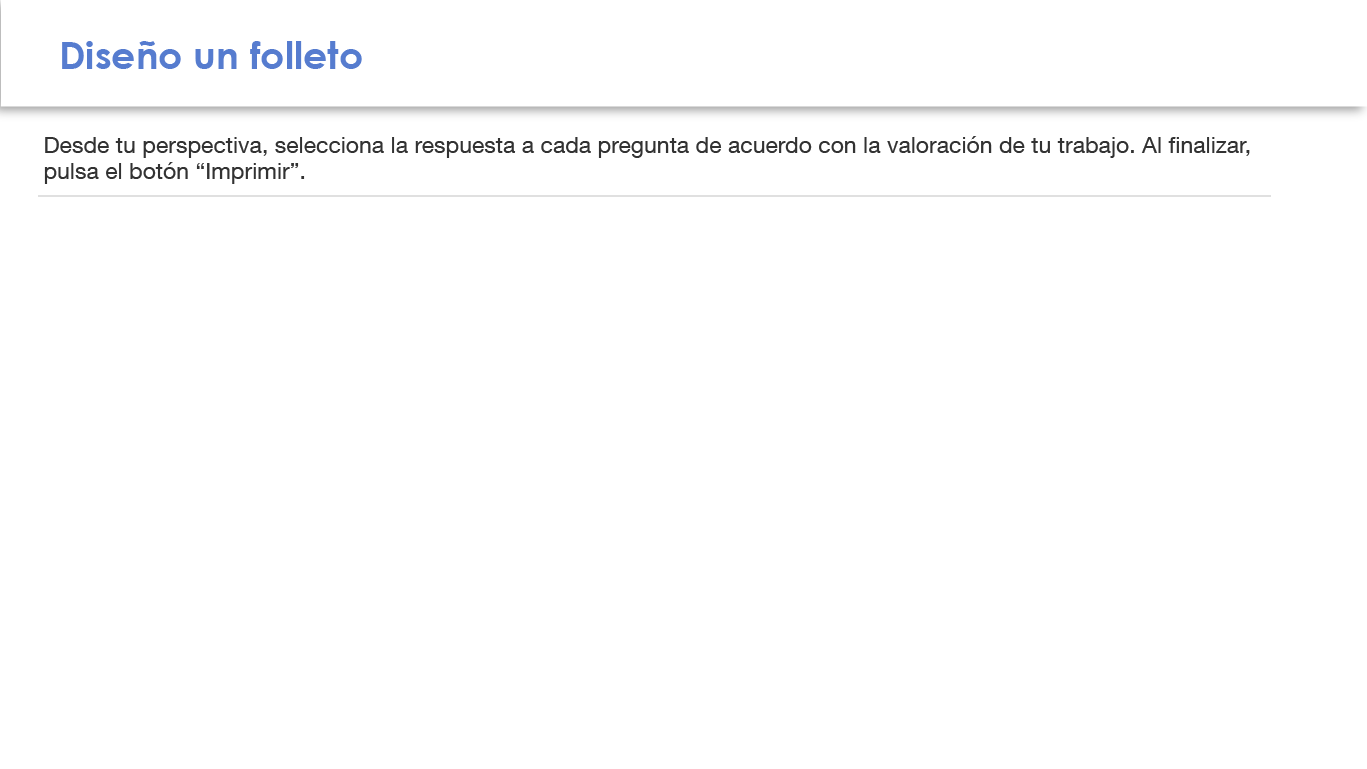 Diseño un folleto
Desde tu perspectiva, selecciona la respuesta a cada pregunta de acuerdo con la valoración de tu trabajo. Al finalizar,
pulsa el botón “Imprimir”.